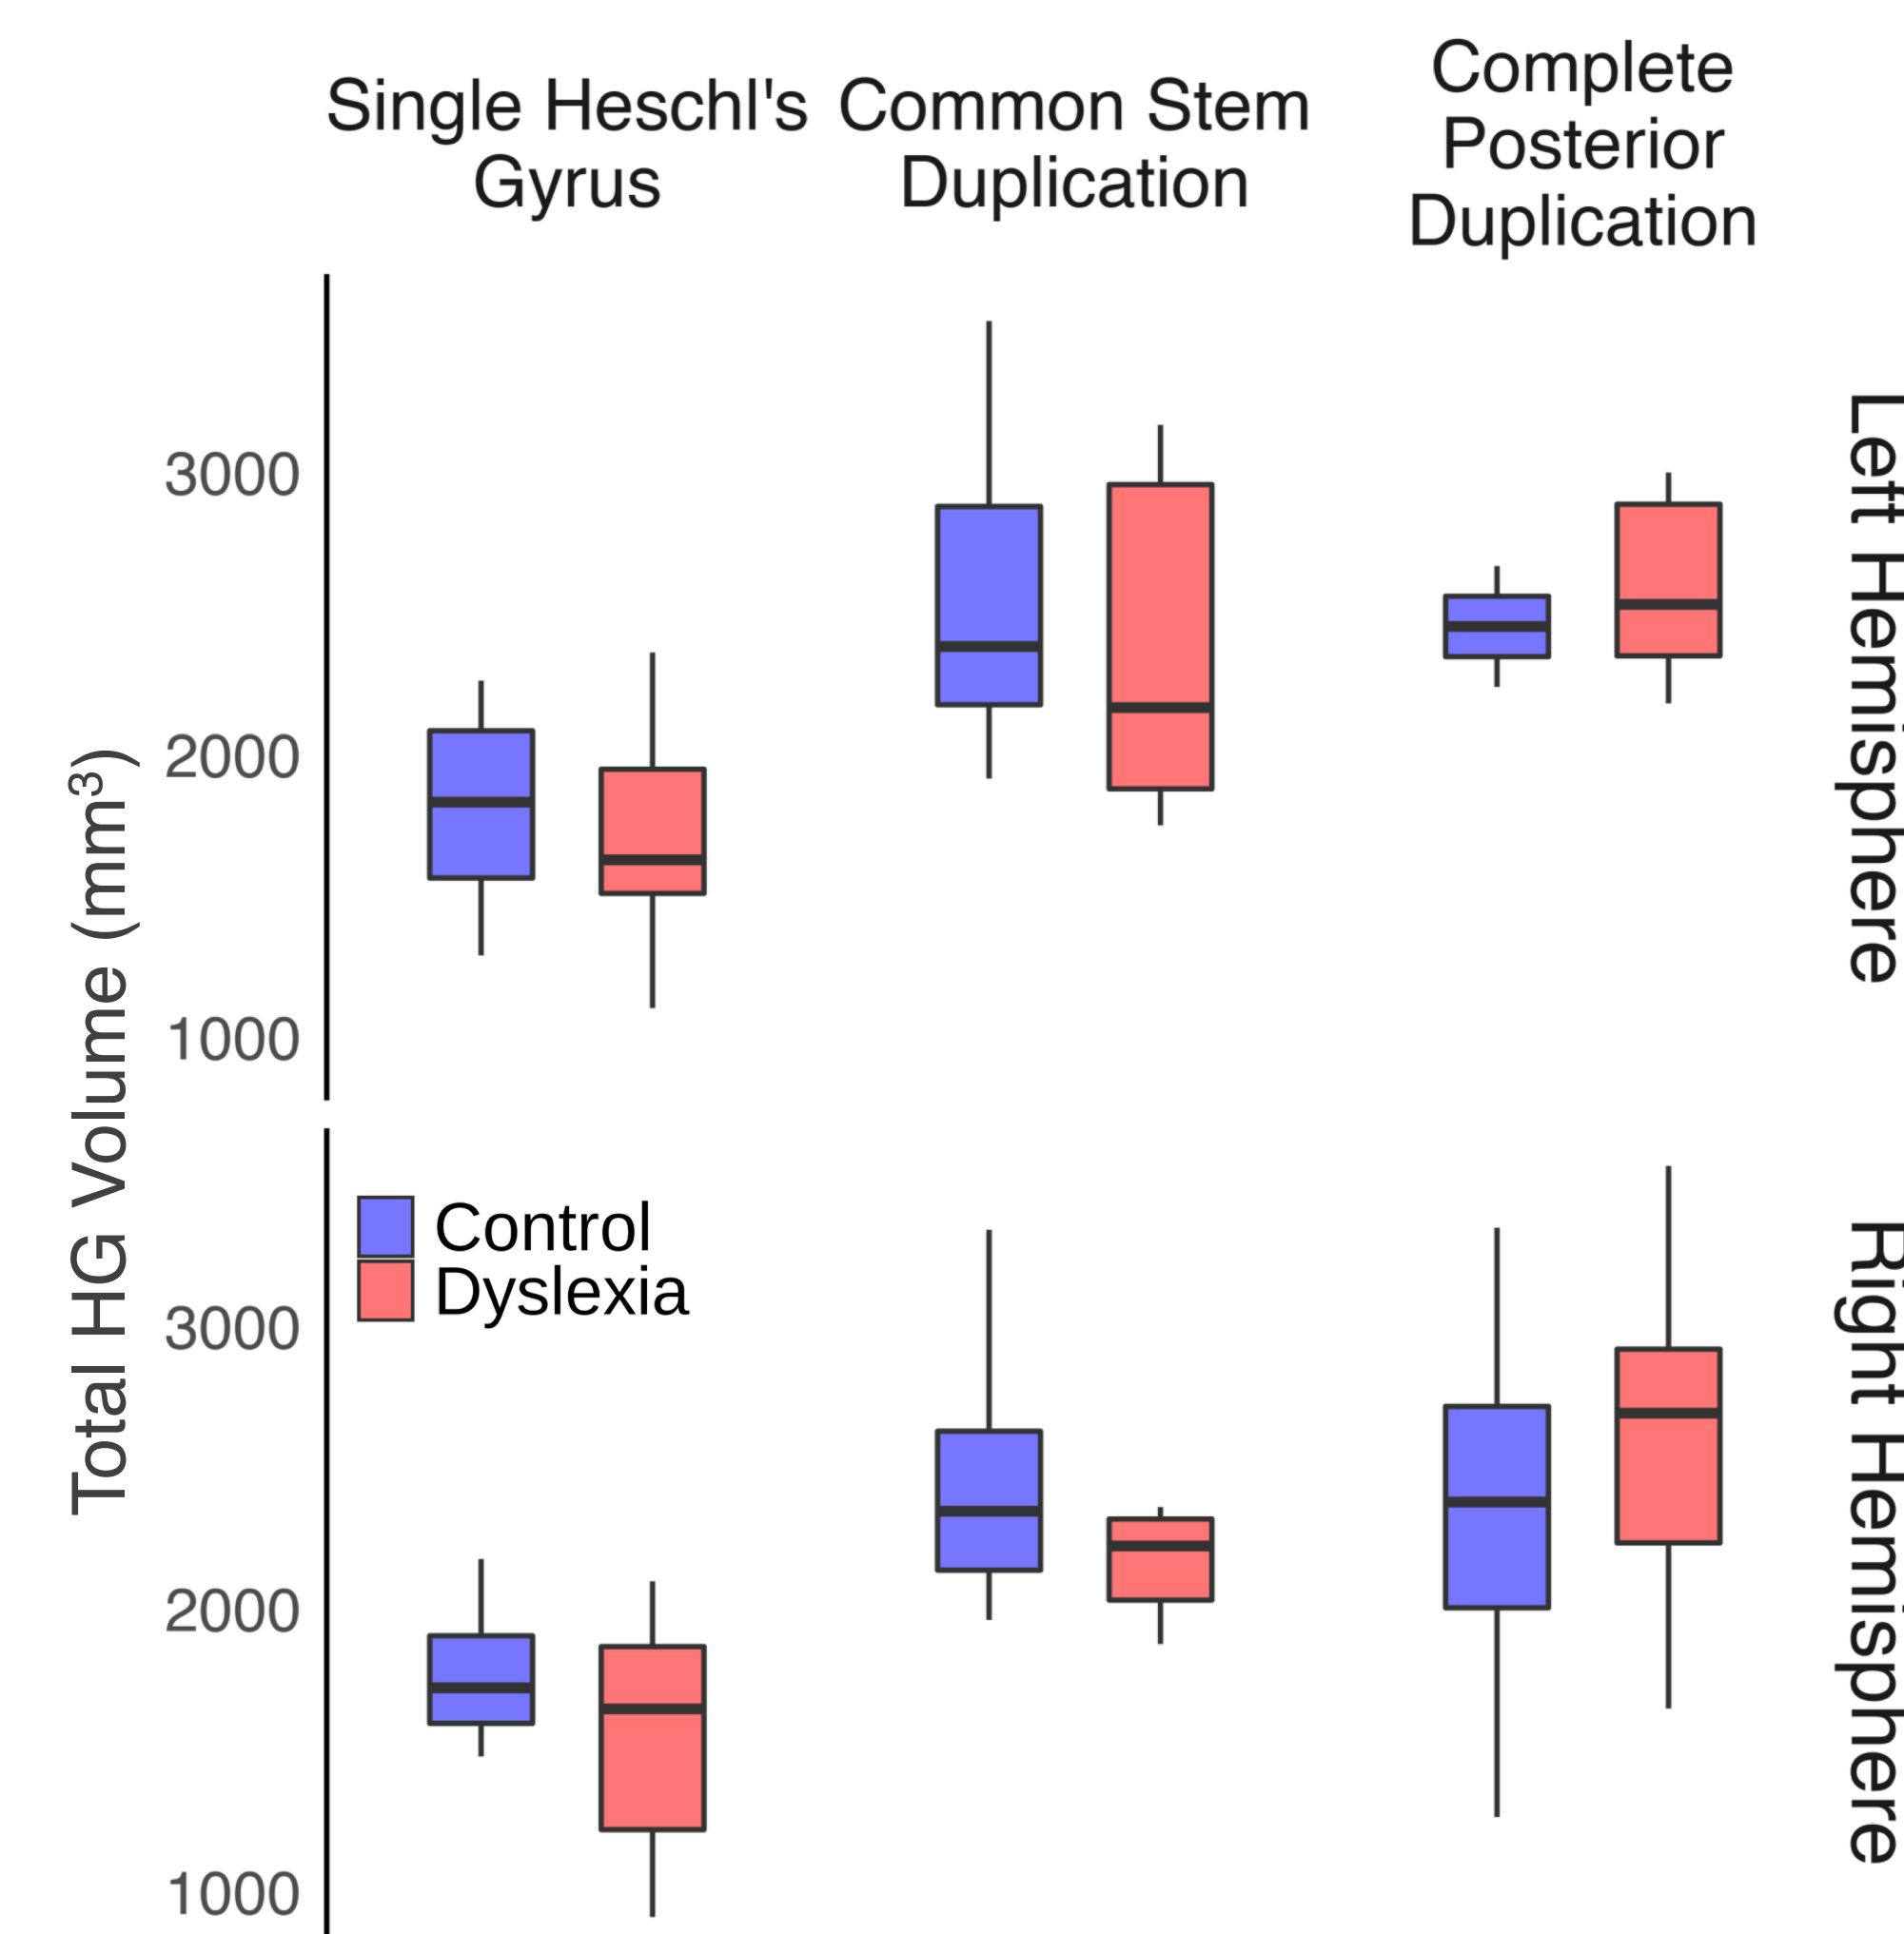 Single Heschl's
Gyrus
Common Stem
Duplication
Complete
Posterior
Duplication
Total HG Volume (mm³)
3000
2000
1000
Left Hemisphere
Control
Dyslexia
3000
2000
1000
Right Hemisphere